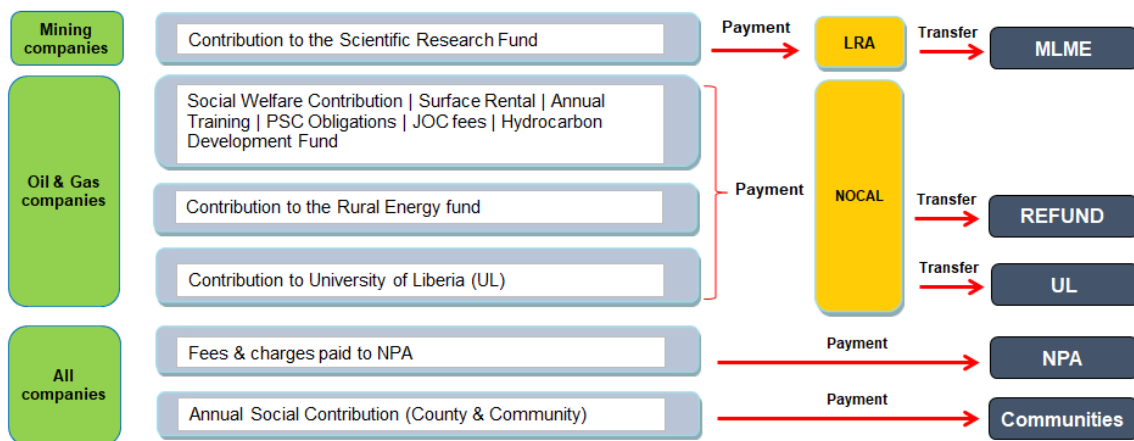 Mining
companies
Contribution to the Scientific Research Fund
Payment
LRA
Transfer
MLME
Oil & Gas
companies
Social Welfare Contribution | Surface Rental | Annual
Training | PSC Obligations | JOC fees | Hydrocarbon
Development Fund
Contribution to the Rural Energy fund
Contribution to University of Liberia (UL)
Payment
NOCAL
Transfer
REFUND
Transfer
UL
All
companies
Fees & charges paid to NPA
Payment
NPA
Annual Social Contribution (County & Community)
Payment
Communities